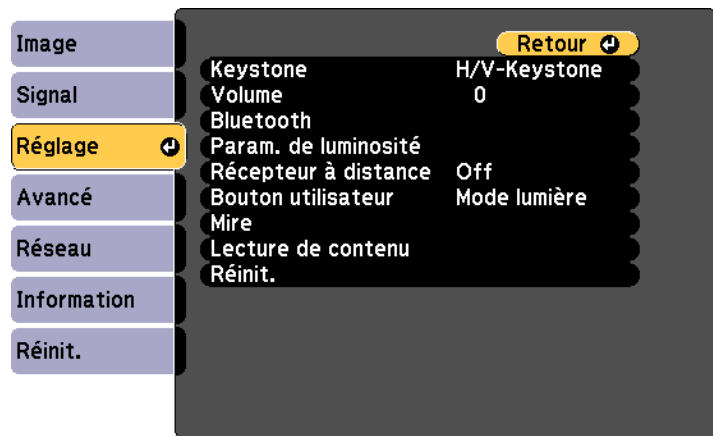 Image
Signal
Réglage
Avancé
Réseau
Information
Réinit.
Retour
Keystone H/V-Keystone
Volume 0
Bluetooth
Param. de luminosité
Récepteur à distance Off
Bouton utilisateur Mode lumière
Mire
Lecture de contenu
Réinit.